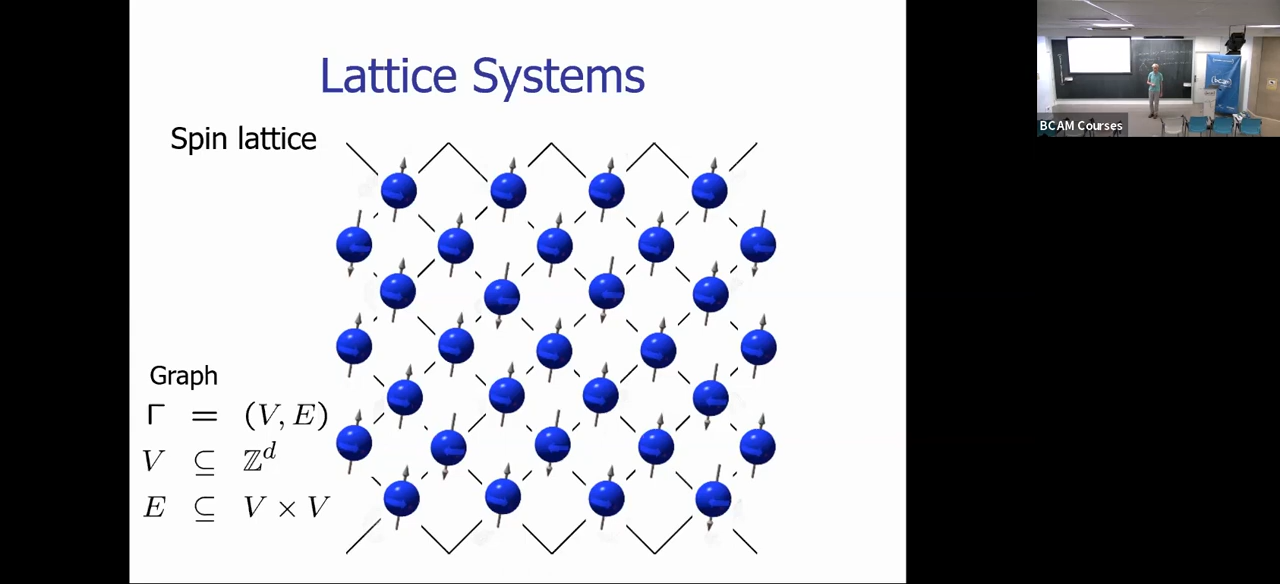 Lattice Systems
Spin lattice
Graph
Γ = (V, E)
V ⊆ ℤ^d
E ⊆ V × V
BCAM Courses